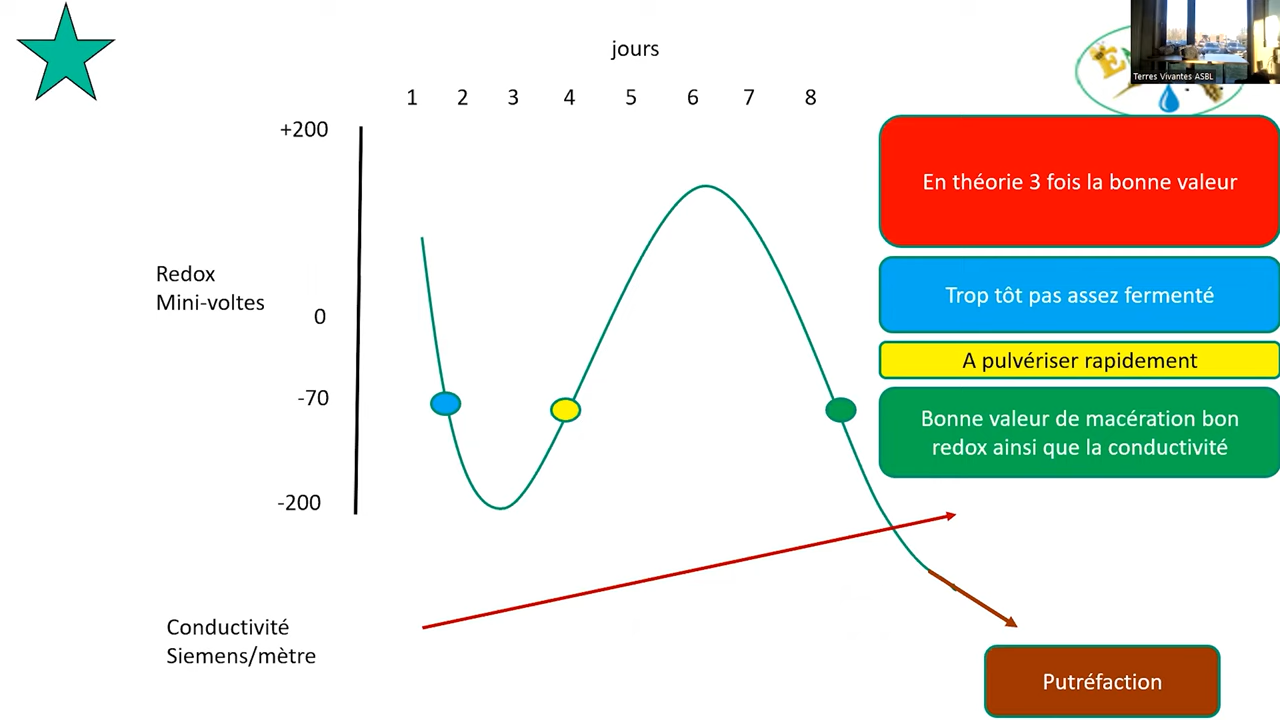 jours
1 2 3 4 5 6 7 8
+200
Redox
Mini-voltes
0
-70
-200
Conductivité
Siemens/mètre
Terres Vivantes ASBL
En théorie 3 fois la bonne valeur
Trop tôt pas assez fermenté
A pulvériser rapidement
Bonne valeur de macération bon
redox ainsi que la conductivité
Putréfaction